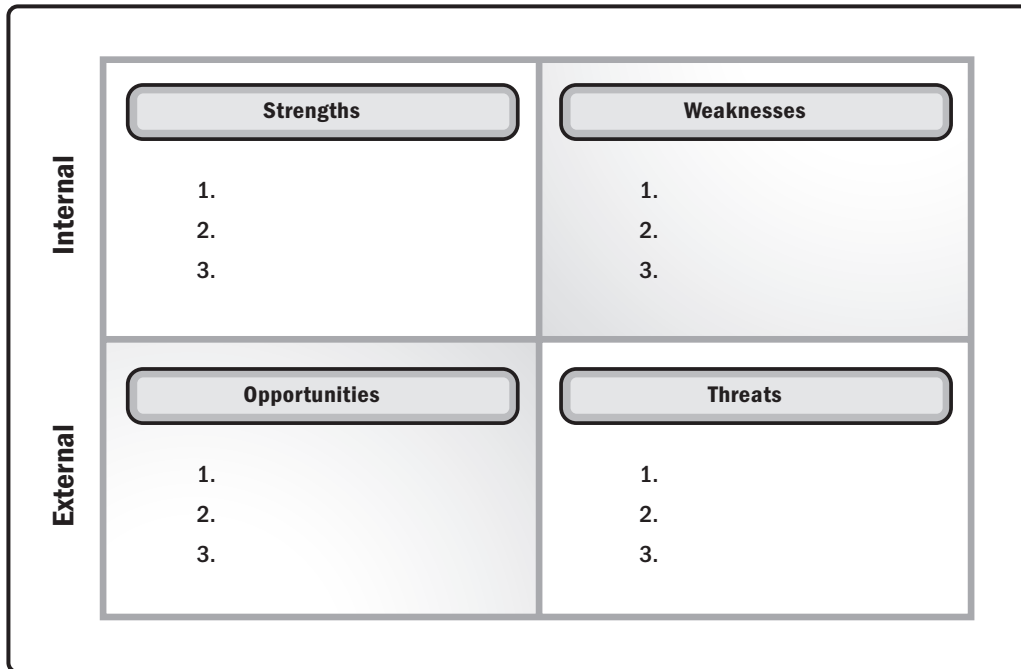 Internal
Strengths
1.
2.
3.
Weaknesses
1.
2.
3.
External
Opportunities
1.
2.
3.
Threats
1.
2.
3.